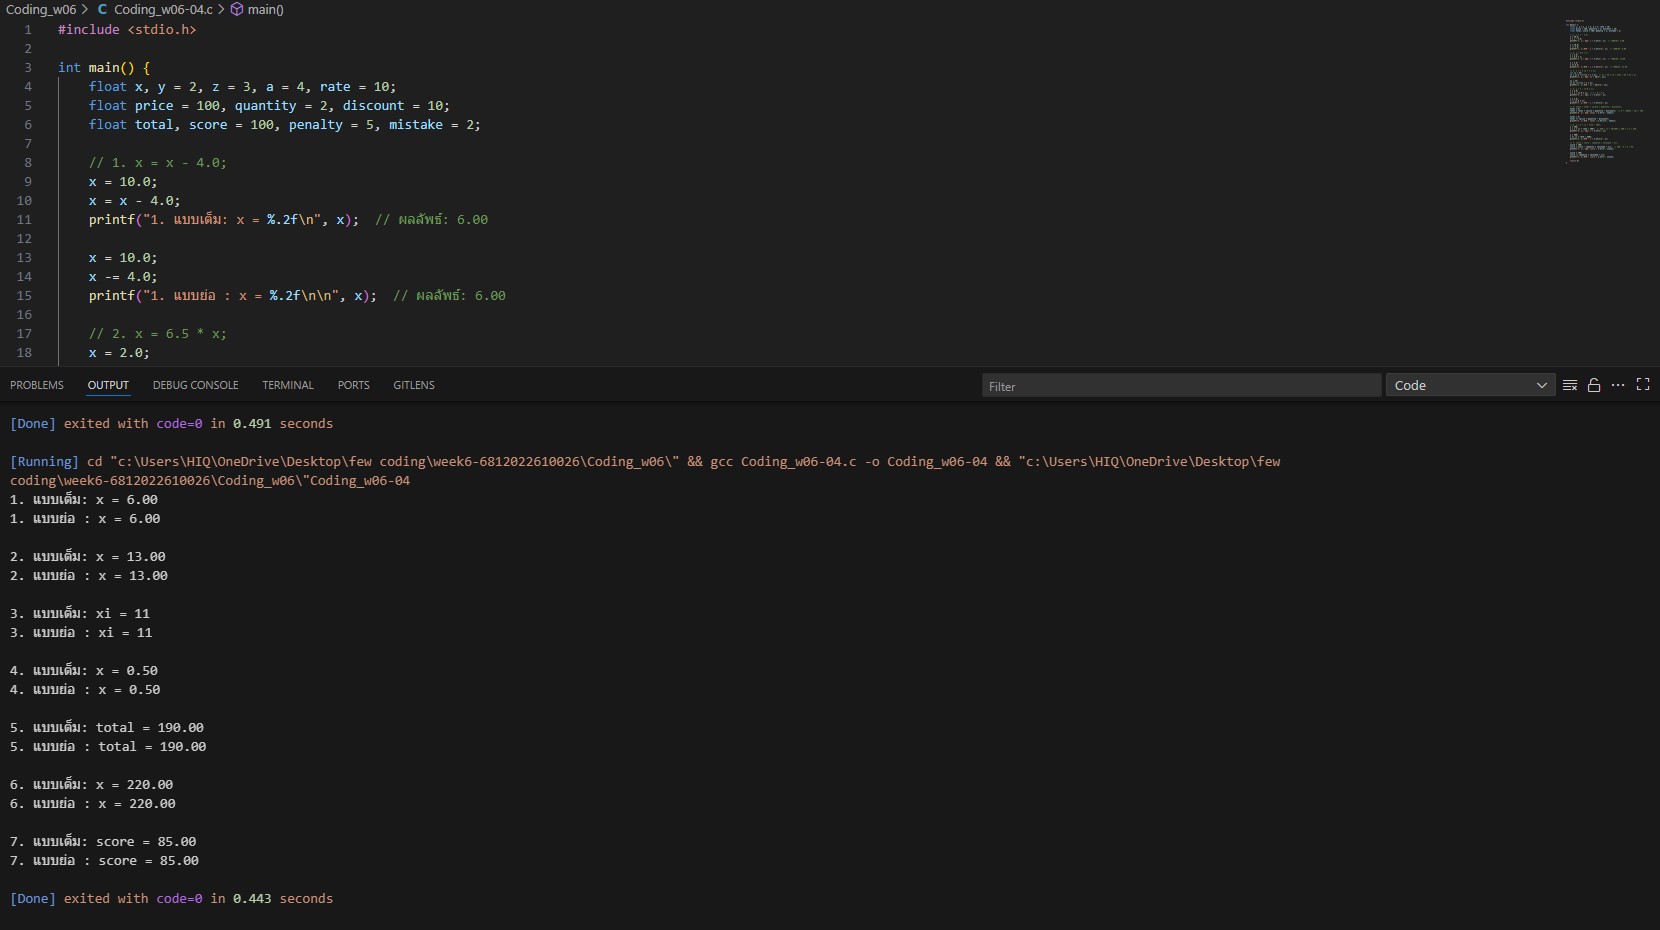 Coding_w06 > C Coding_w06-04.c > main()
1 #include <stdio.h>
2
3 int main() {
4 float x, y = 2, z = 3, a = 4, rate = 10;
5 float price = 100, quantity = 2, discount = 10;
6 float total, score = 100, penalty = 5, mistake = 2;
7
8 // 1. x = x - 4.0;
9 x = 10.0;
10 x = x - 4.0;
11 printf("1. แบบเต็ม: x = %.2f\n", x); // ผลลัพธ์: 6.00
12
13 x = 10.0;
14 x -= 4.0;
15 printf("1. แบบย่อ : x = %.2f\n\n", x); // ผลลัพธ์: 6.00
16
17 // 2. x = 6.5 * x;
18 x = 2.0;
PROBLEMS OUTPUT DEBUG CONSOLE TERMINAL PORTS GITLENS Filter Code
[Done] exited with code=0 in 0.491 seconds
[Running] cd "c:\Users\HIQ\OneDrive\Desktop\few coding\week6-6812022610026\Coding_w06\" && gcc Coding_w06-04.c -o Coding_w06-04 && "c:\Users\HIQ\OneDrive\Desktop\few
coding\week6-6812022610026\Coding_w06\"Coding_w06-04
1. แบบเต็ม: x = 6.00
1. แบบย่อ : x = 6.00
2. แบบเต็ม: x = 13.00
2. แบบย่อ : x = 13.00
3. แบบเต็ม: xi = 11
3. แบบย่อ : xi = 11
4. แบบเต็ม: x = 0.50
4. แบบย่อ : x = 0.50
5. แบบเต็ม: total = 190.00
5. แบบย่อ : total = 190.00
6. แบบเต็ม: x = 220.00
6. แบบย่อ : x = 220.00
7. แบบเต็ม: score = 85.00
7. แบบย่อ : score = 85.00
[Done] exited with code=0 in 0.443 seconds